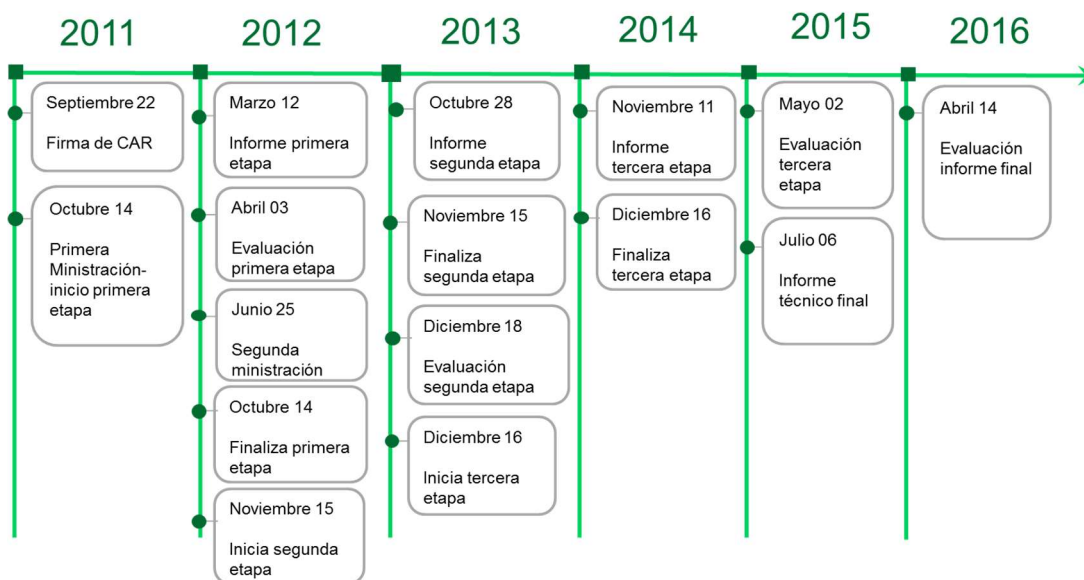 2011
2012
2013
2014
2015
2016
Septiembre 22
Firma de CAR
Octubre 14
Primera
Ministración-
inicio primera
etapa
Marzo 12
Informe primera
etapa
Abril 03
Evaluación
primera etapa
Junio 25
Segunda
ministración
Octubre 14
Finaliza primera
etapa
Noviembre 15
Inicia segunda
etapa
Octubre 28
Informe
segunda etapa
Noviembre 15
Finaliza
segunda etapa
Diciembre 18
Evaluación
segunda etapa
Diciembre 16
Inicia tercera
etapa
Noviembre 11
Informe
tercera etapa
Diciembre 16
Finaliza
tercera etapa
Mayo 02
Evaluación
tercera
etapa
Julio 06
Informe
técnico final
Abril 14
Evaluación
informe final